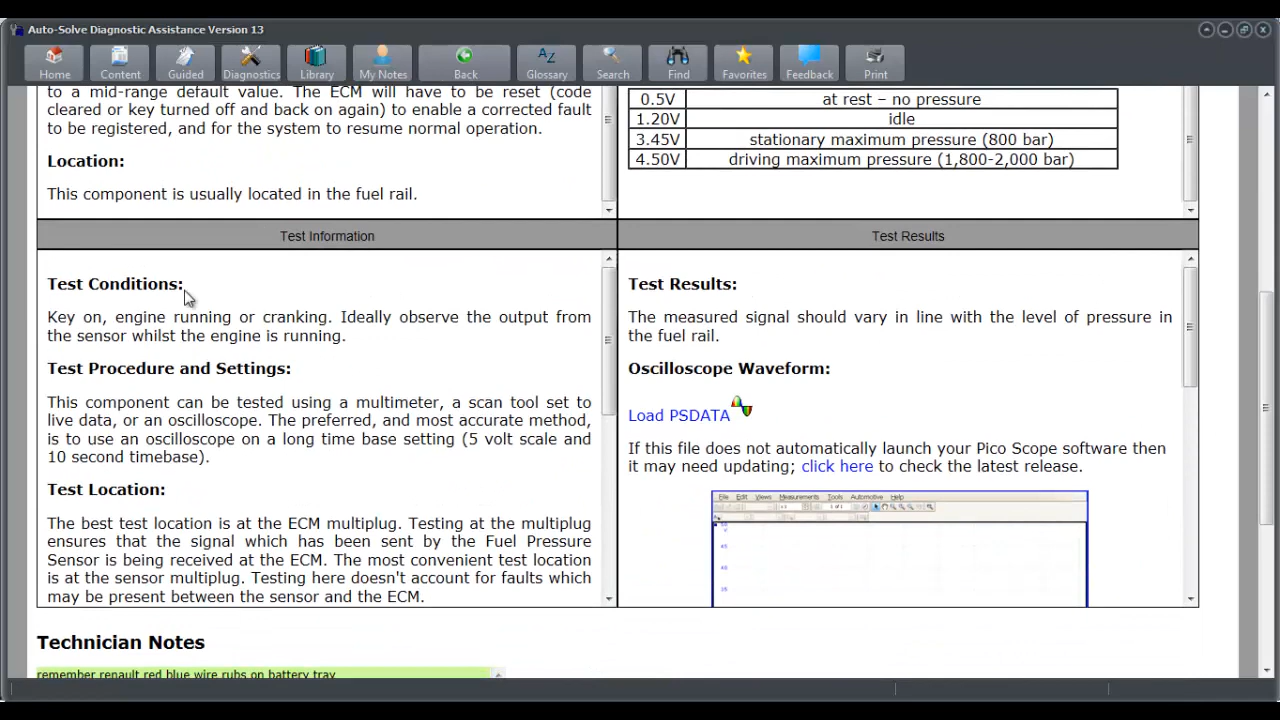 Auto-Solve Diagnostic Assistance Version 13
Home
Content
Guided
Diagnostics
Library
My Notes
Back
Glossary
Search
Find
Favorites
Feedback
Print
to a mid-range default value. The ECM will have to be reset (code
cleared or key turned off and back on again) to enable a corrected fault
to be registered, and for the system to resume normal operation.
Location:
This component is usually located in the fuel rail.
0.5V at rest – no pressure
1.20V idle
3.45V stationary maximum pressure (800 bar)
4.50V driving maximum pressure (1,800-2,000 bar)
Test Information
Test Conditions:
Key on, engine running or cranking. Ideally observe the output from
the sensor whilst the engine is running.
Test Procedure and Settings:
This component can be tested using a multimeter, a scan tool set to
live data, or an oscilloscope. The preferred, and most accurate method,
is to use an oscilloscope on a long time base setting (5 volt scale and
10 second timebase).
Test Location:
The best test location is at the ECM multiplug. Testing at the multiplug
ensures that the signal which has been sent by the Fuel Pressure
Sensor is being received at the ECM. The most convenient test location
is at the sensor multiplug. Testing here doesn't account for faults which
may be present between the sensor and the ECM.
Test Results
Test Results:
The measured signal should vary in line with the level of pressure in
the fuel rail.
Oscilloscope Waveform:
Load PSDATA
If this file does not automatically launch your Pico Scope software then
it may need updating; click here to check the latest release.
File Edit Views Measurements Tools Automotive Help
Technician Notes
remember renault red blue wire rubs on battery tray